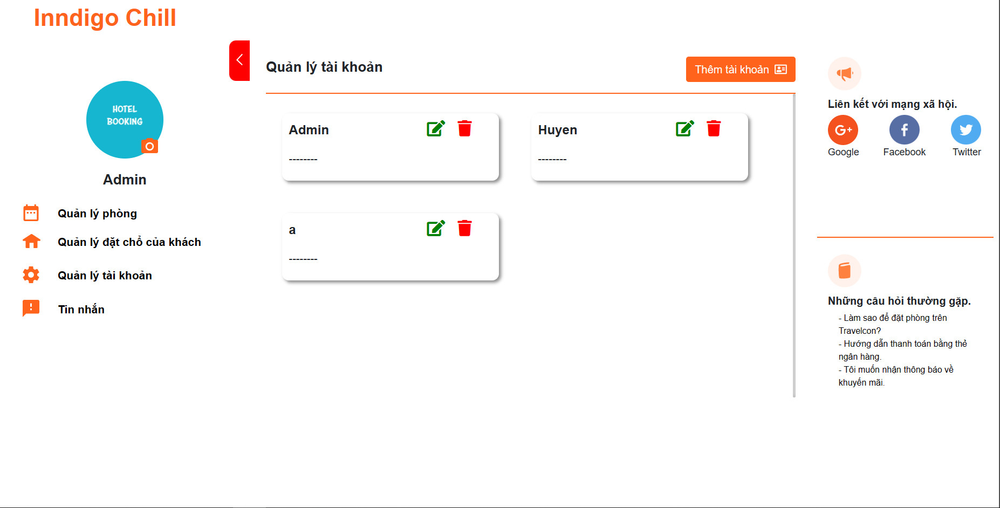 Inndigo Chill
HOTEL
BOOKING
Admin
Quản lý phòng
Quản lý đặt chổ của khách
Quản lý tài khoản
Tin nhắn
Quản lý tài khoản
Thêm tài khoản
Admin
--------
Huyen
--------
a
--------
Liên kết với mạng xã hội.
G+
f
Google
Facebook
Twitter
Những câu hỏi thường gặp.
- Làm sao để đặt phòng trên
Travelcon?
- Hướng dẫn thanh toán bằng thẻ
ngân hàng.
- Tôi muốn nhận thông báo về
khuyến mãi.